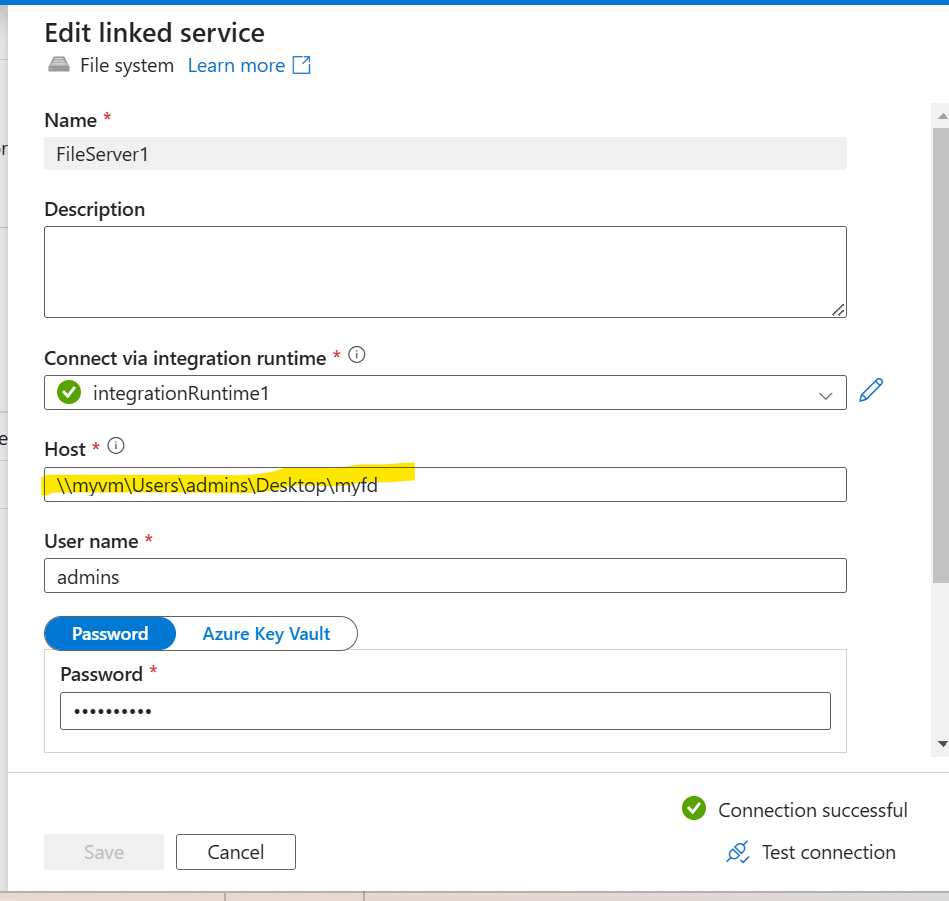 Edit linked service
File system Learn more
Name *
FileServer1
Description
Connect via integration runtime *
integrationRuntime1
Host *
\\myvm\Users\admins\Desktop\myfd
User name *
admins
Password Azure Key Vault
Password *
••••••••••
Connection successful
Save Cancel Test connection